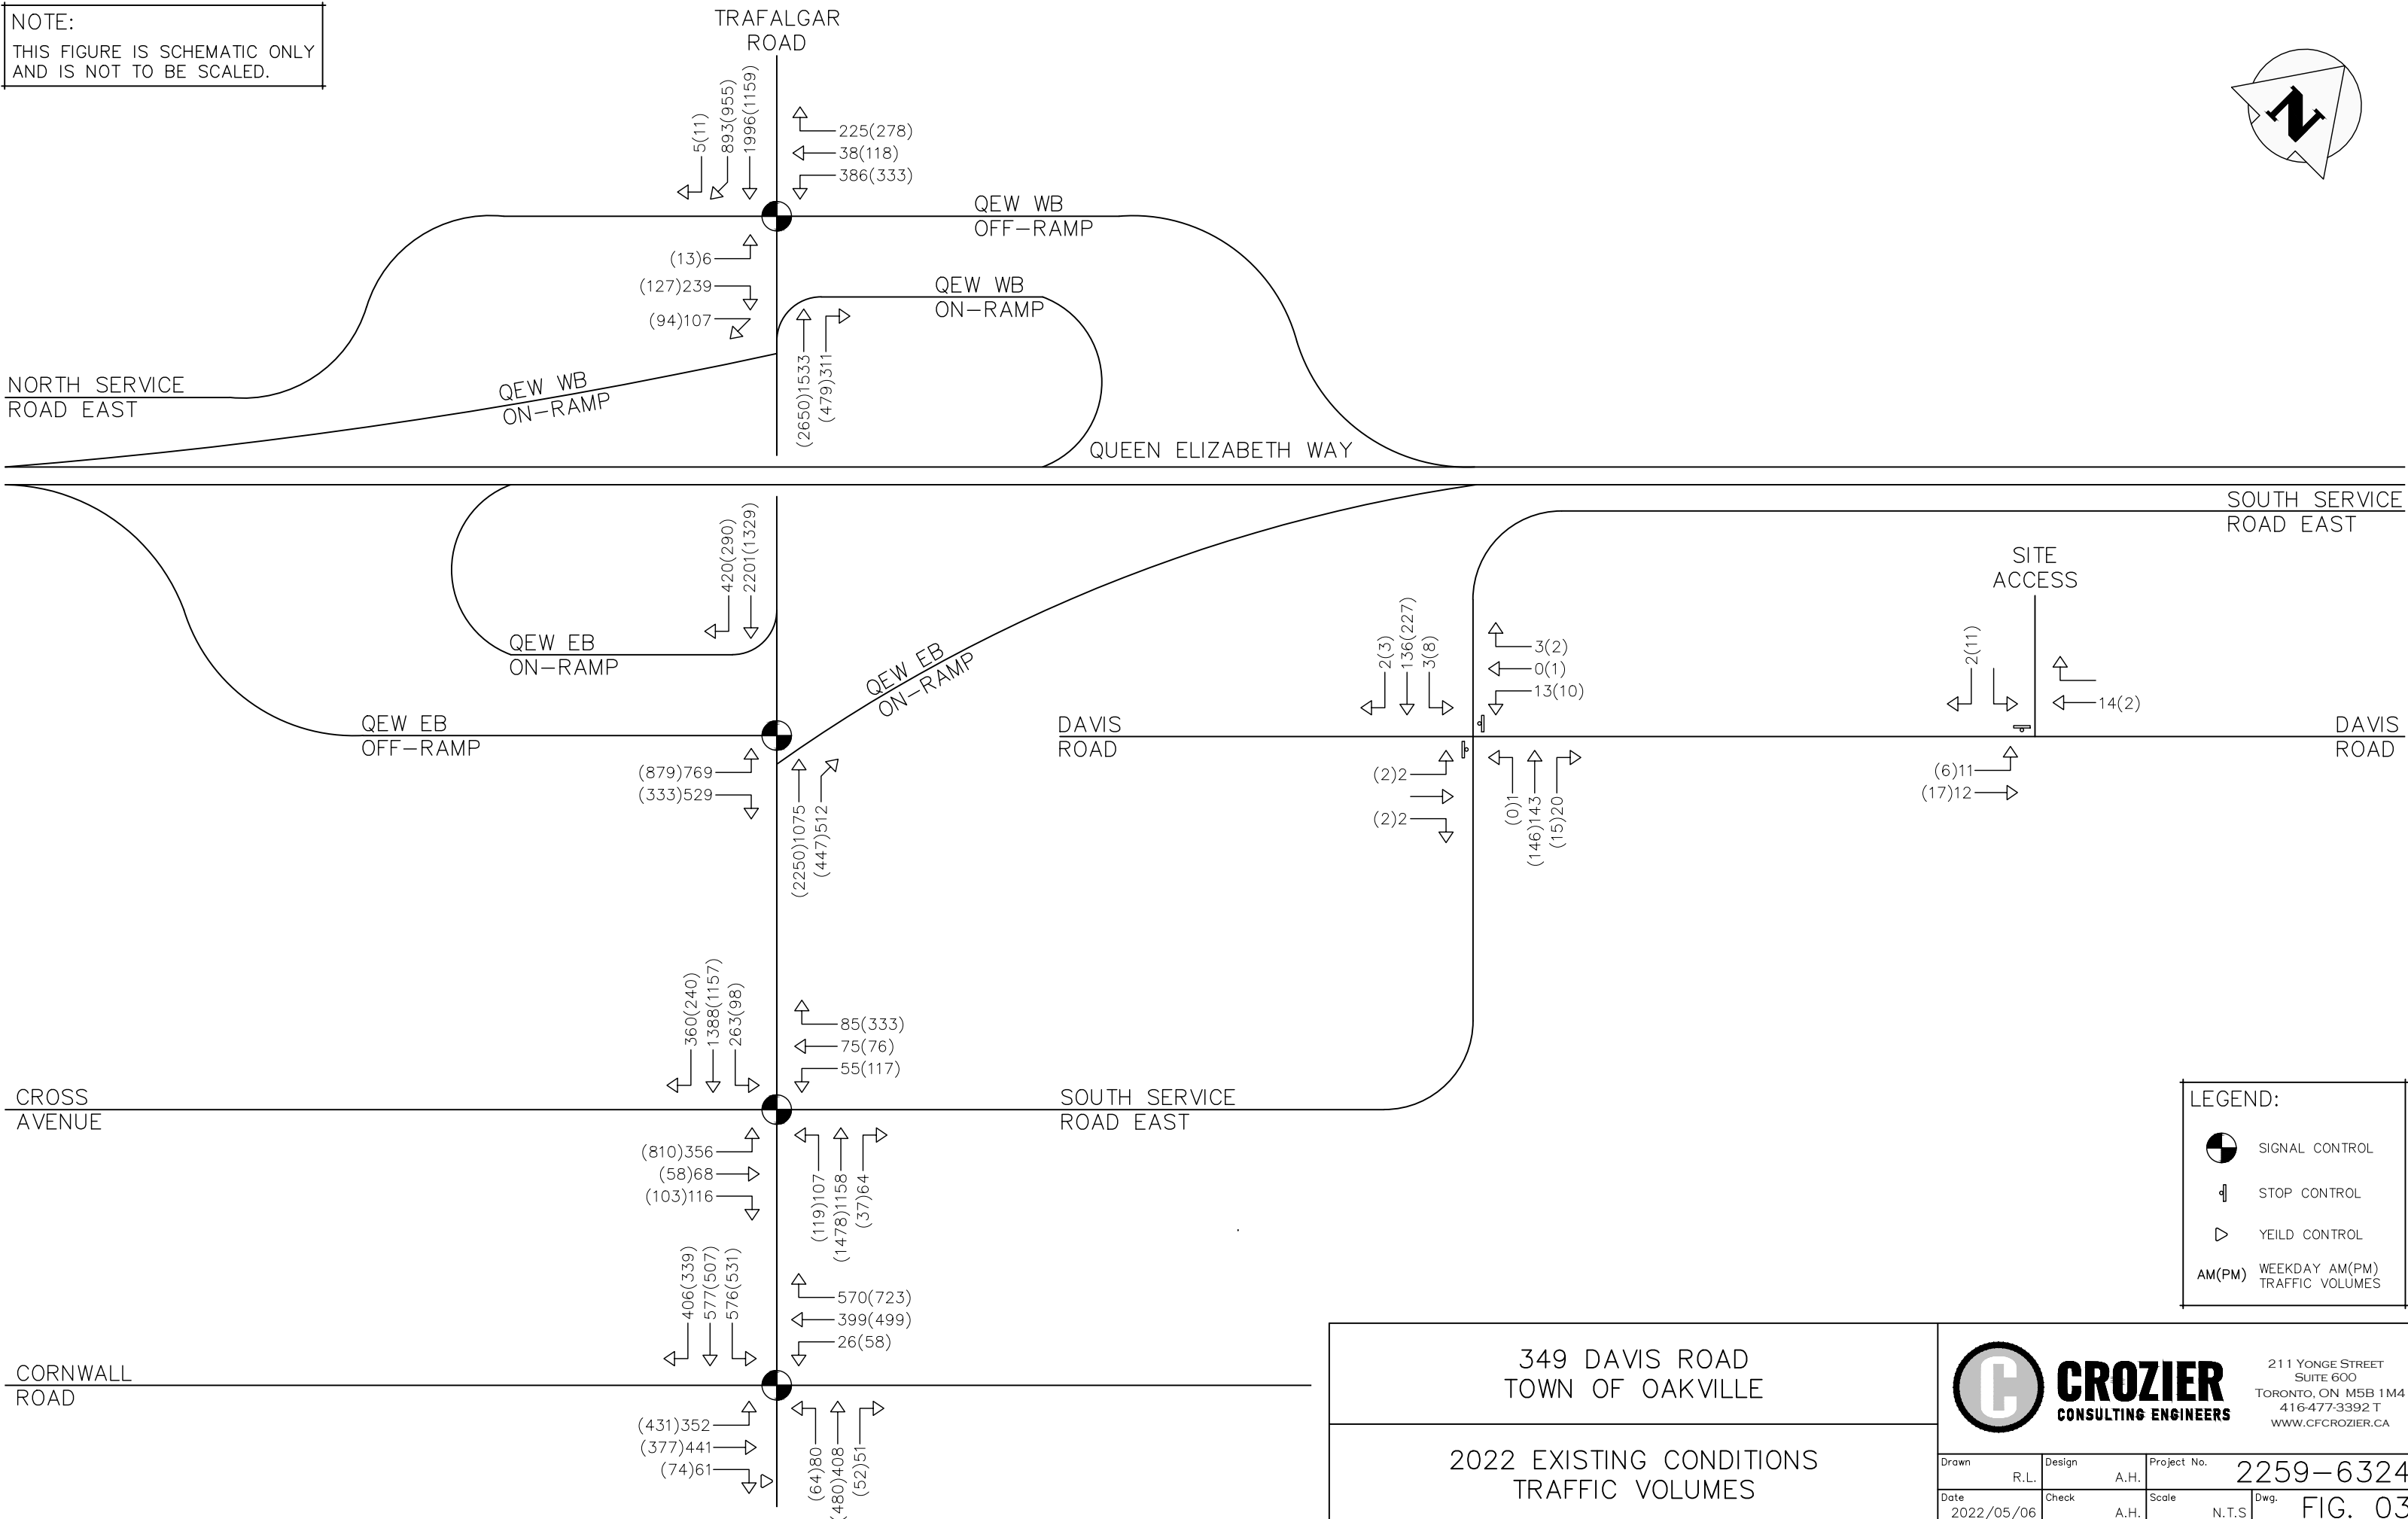 NOTE:
THIS FIGURE IS SCHEMATIC ONLY
AND IS NOT TO BE SCALED.
TRAFALGAR
ROAD
N
5(11)
893(955)
1996(1159)
225(278)
38(118)
386(333)
QEW WB
OFF-RAMP
(13)6
(127)239
(94)107
QEW WB
ON-RAMP
(2650)1533
(479)311
NORTH SERVICE
ROAD EAST
QEW WB
ON-RAMP
QUEEN ELIZABETH WAY
SOUTH SERVICE
ROAD EAST
420(290)
2201(1329)
QEW EB
ON-RAMP
QEW EB
ON-RAMP
QEW EB
OFF-RAMP
(879)769
(333)529
(2250)1075
(447)512
DAVIS
ROAD
2(3)
136(227)
3(8)
3(2)
0(1)
13(10)
(2)2
(2)2
(0)1
(146)143
(15)20
SITE
ACCESS
2(11)
14(2)
(6)11
(17)12
DAVIS
ROAD
360(240)
1388(1157)
263(98)
85(333)
75(76)
55(117)
CROSS
AVENUE
SOUTH SERVICE
ROAD EAST
(810)356
(58)68
(103)116
(119)107
(1478)1158
(37)64
406(339)
577(507)
576(531)
570(723)
399(499)
26(58)
CORNWALL
ROAD
(431)352
(377)441
(74)61
(64)80
(480)408
(52)51
LEGEND:
SIGNAL CONTROL
STOP CONTROL
YEILD CONTROL
AM(PM) WEEKDAY AM(PM)
TRAFFIC VOLUMES
349 DAVIS ROAD
TOWN OF OAKVILLE
2022 EXISTING CONDITIONS
TRAFFIC VOLUMES
C
CROZIER
CONSULTING ENGINEERS
211 YONGE STREET
SUITE 600
TORONTO, ON M5B 1M4
416-477-3392 T
WWW.CFCROZIER.CA
Drawn R.L.
Design A.H.
Project No. 2259-6324
Date 2022/05/06
Check A.H.
Scale N.T.S
Dwg. FIG. 03